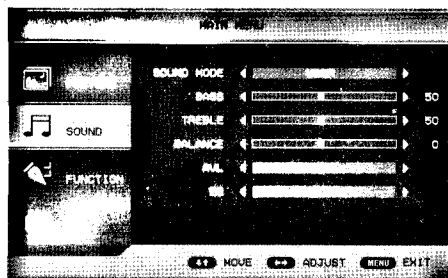 MAIN MENU
SOUND MODE
BASS 50
TREBLE 50
SOUND
BALANCE 0
AVL
FUNCTION
MOVE ADJUST MENU EXIT